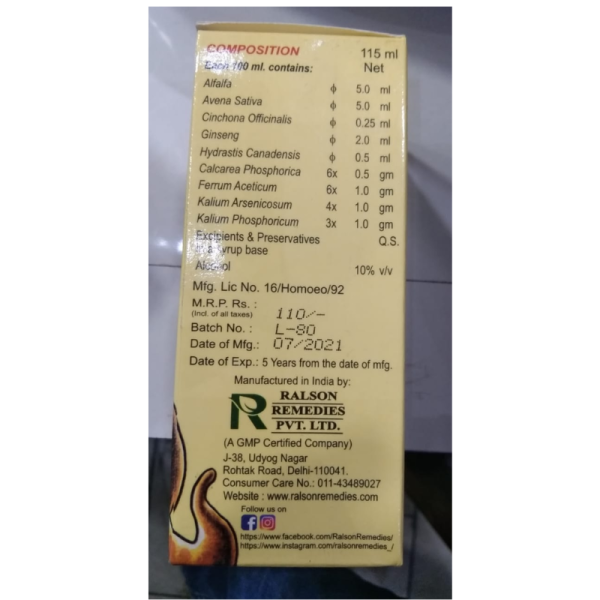 COMPOSITION 115 ml
Each 100 ml. contains: Net
Alfalfa ϕ 5.0 ml
Avena Sativa ϕ 5.0 ml
Cinchona Officinalis ϕ 0.25 ml
Ginseng ϕ 2.0 ml
Hydrastis Canadensis ϕ 0.5 ml
Calcarea Phosphorica 6x 0.5 gm
Ferrum Aceticum 6x 1.0 gm
Kalium Arsenicosum 4x 1.0 gm
Kalium Phosphoricum 3x 1.0 gm
Excipients & Preservatives Q.S.
in syrup base
Alcohol 10% v/v
Mfg. Lic No. 16/Homoeo/92
M.R.P. Rs. :
(Incl. of all taxes) 110/-
Batch No. : L-80
Date of Mfg.: 07/2021
Date of Exp.: 5 Years from the date of mfg.
Manufactured in India by:
R RALSON
REMEDIES
PVT. LTD.
(A GMP Certified Company)
J-38, Udyog Nagar
Rohtak Road, Delhi-110041.
Consumer Care No.: 011-43489027
Website : www.ralsonremedies.com
Follow us on
f
https://www.facebook.com/RalsonRemedies/
https://www.instagram.com/ralsonremedies_/